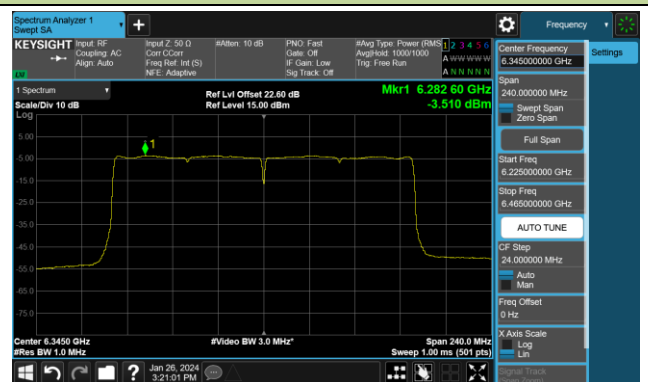 Spectrum Analyzer 1
Swept SA
Frequency
KEYSIGHT
Input: RF
Coupling: AC
Align: Auto
Input Z: 50 Ω
Corr CCorr
Freq Ref: Int (S)
NFE: Adaptive
#Atten: 10 dB
PNO: Fast
Gate: Off
IF Gain: Low
Sig Track: Off
#Avg Type: Power (RMS)
Avg|Hold: 1000/1000
Trig: Free Run
1 2 3 4 5 6
A W W W W W
A N N N N N
LXI
1 Spectrum
Scale/Div 10 dB
Log
Ref Lvl Offset 22.60 dB
Ref Level 15.00 dBm
Mkr1 6.282 60 GHz
-3.510 dBm
1
5.00
-5.00
-15.0
-25.0
-35.0
-45.0
-55.0
-65.0
-75.0
Center 6.3450 GHz
#Res BW 1.0 MHz
#Video BW 3.0 MHz*
Span 240.0 MHz
Sweep 1.00 ms (501 pts)
Center Frequency
6.345000000 GHz
Settings
Span
240.000000 MHz
Swept Span
Zero Span
Full Span
Start Freq
6.225000000 GHz
Stop Freq
6.465000000 GHz
AUTO TUNE
CF Step
24.000000 MHz
Auto
Man
Freq Offset
0 Hz
X Axis Scale
Log
Lin
Signal Track
Jan 26, 2024
3:21:01 PM